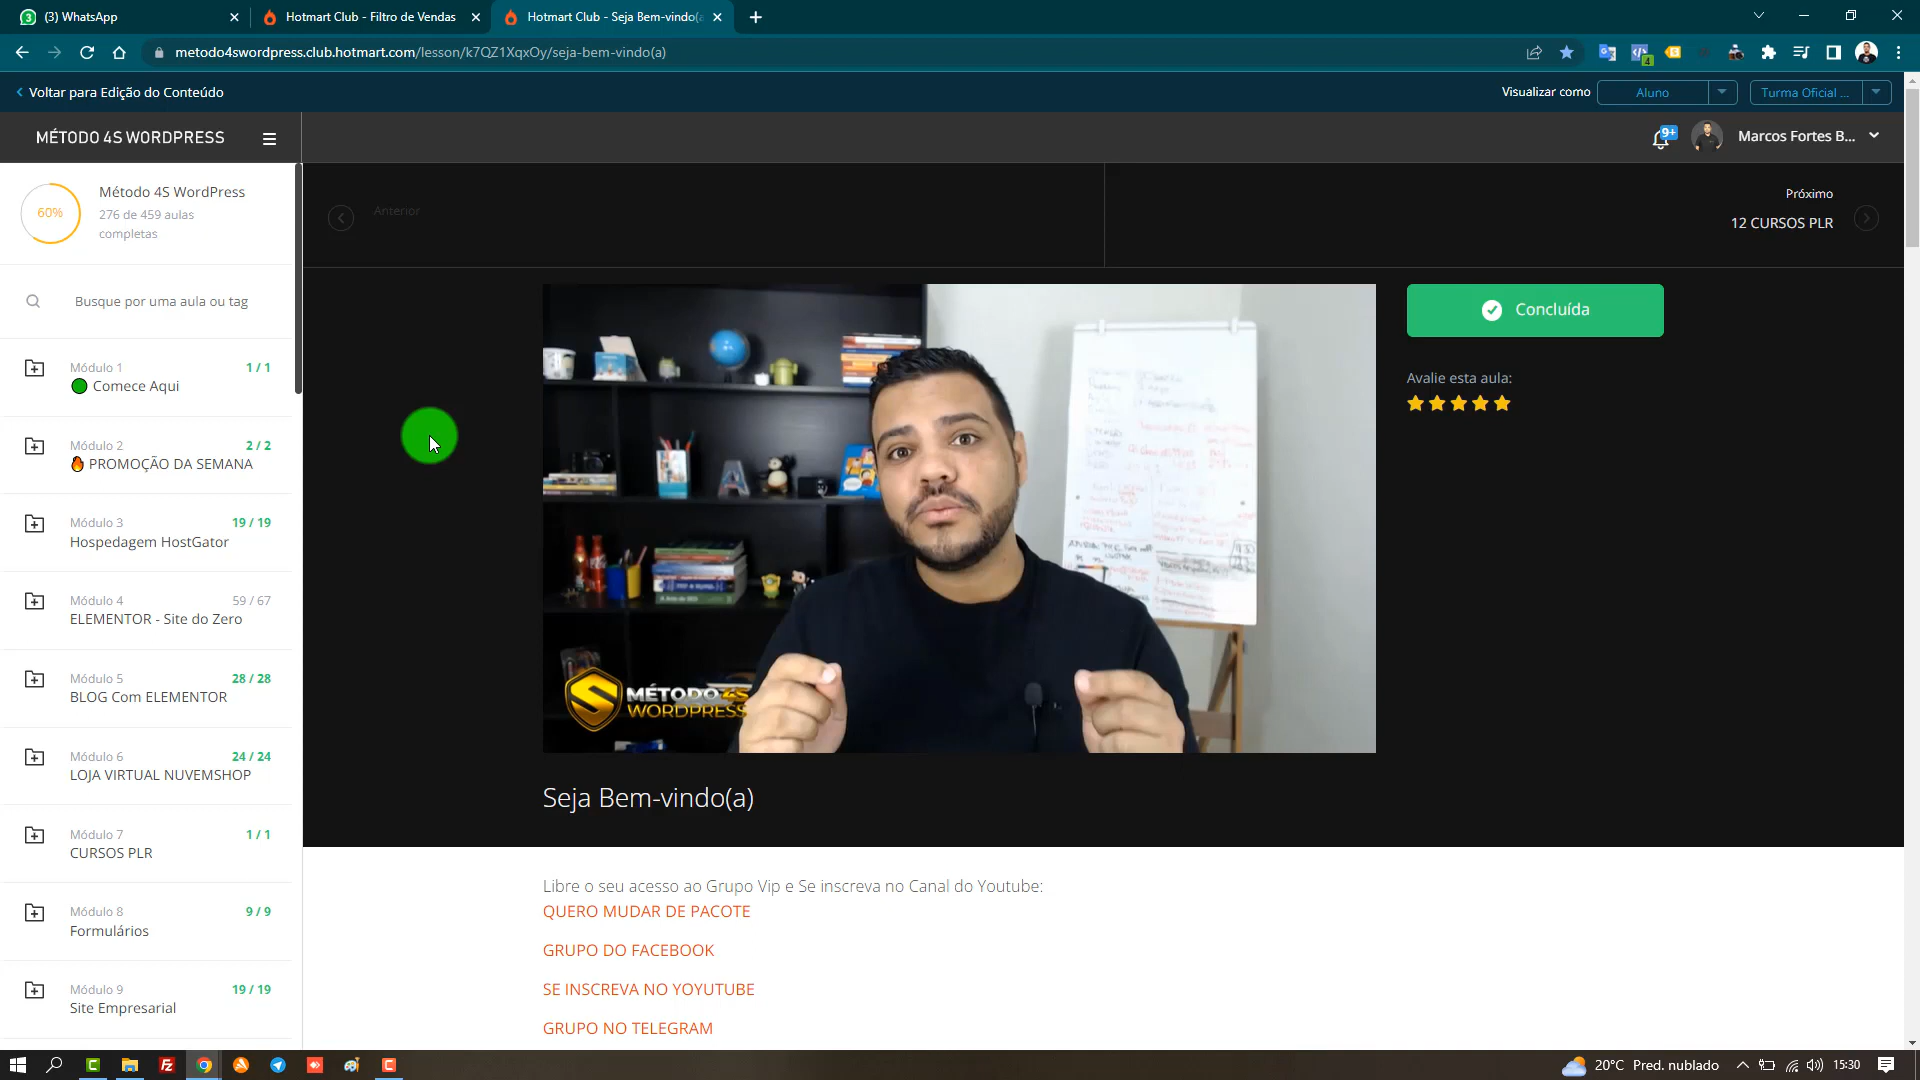 (3) WhatsApp
Hotmart Club - Filtro de Vendas
Hotmart Club - Seja Bem-vindo(a
metodo4swordpress.club.hotmart.com/lesson/k7QZ1XqxOy/seja-bem-vindo(a)
4
Voltar para Edição do Conteúdo
Visualizar como
Aluno
Turma Oficial ...
MÉTODO 4S WORDPRESS
9+
Marcos Fortes B...
60%
Método 4S WordPress
276 de 459 aulas
completas
Anterior
Próximo
12 CURSOS PLR
Busque por uma aula ou tag
Concluída
Avalie esta aula:
Módulo 1
1 / 1
Comece Aqui
Módulo 2
2 / 2
PROMOÇÃO DA SEMANA
Módulo 3
19 / 19
Hospedagem HostGator
Módulo 4
59 / 67
ELEMENTOR - Site do Zero
Módulo 5
28 / 28
BLOG Com ELEMENTOR
Módulo 6
24 / 24
LOJA VIRTUAL NUVEMSHOP
Módulo 7
1 / 1
CURSOS PLR
Módulo 8
9 / 9
Formulários
Módulo 9
19 / 19
Site Empresarial
MÉTODO 4S
WORDPRESS
Seja Bem-vindo(a)
Libre o seu acesso ao Grupo Vip e Se inscreva no Canal do Youtube:
QUERO MUDAR DE PACOTE
GRUPO DO FACEBOOK
SE INSCREVA NO YOYUTUBE
GRUPO NO TELEGRAM
20°C Pred. nublado
15:30